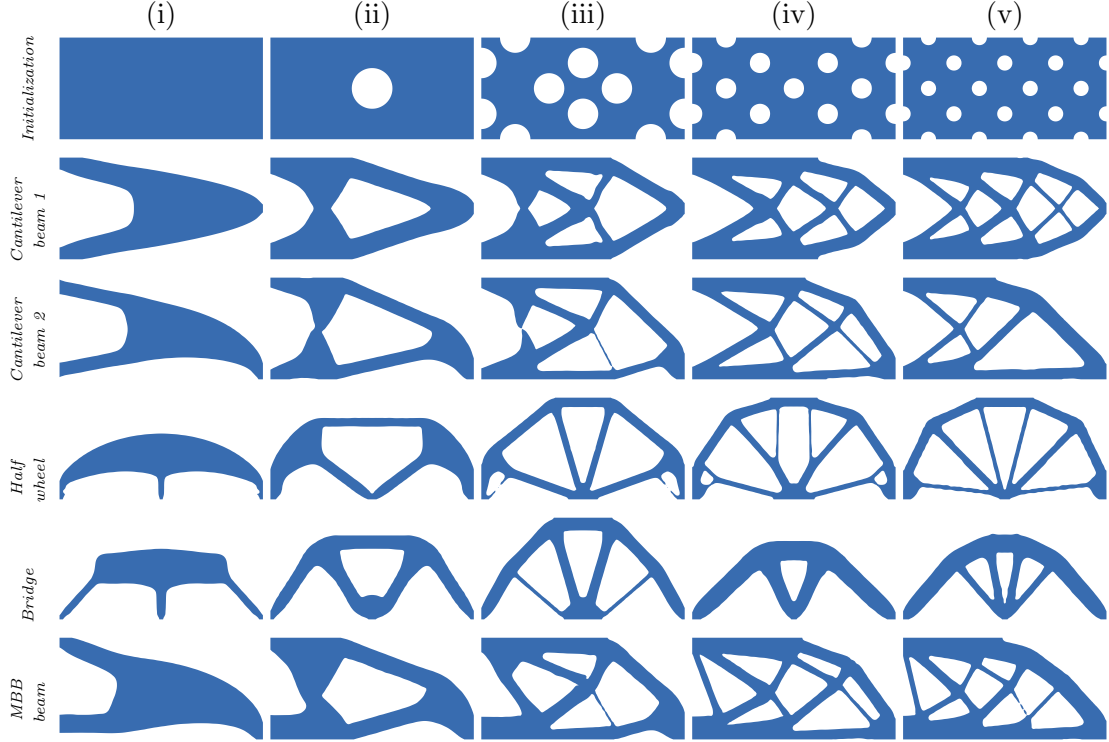 (i) (ii) (iii) (iv) (v)
Initialization
Cantilever
beam 1
Cantilever
beam 2
Half
wheel
Bridge
MBB
beam